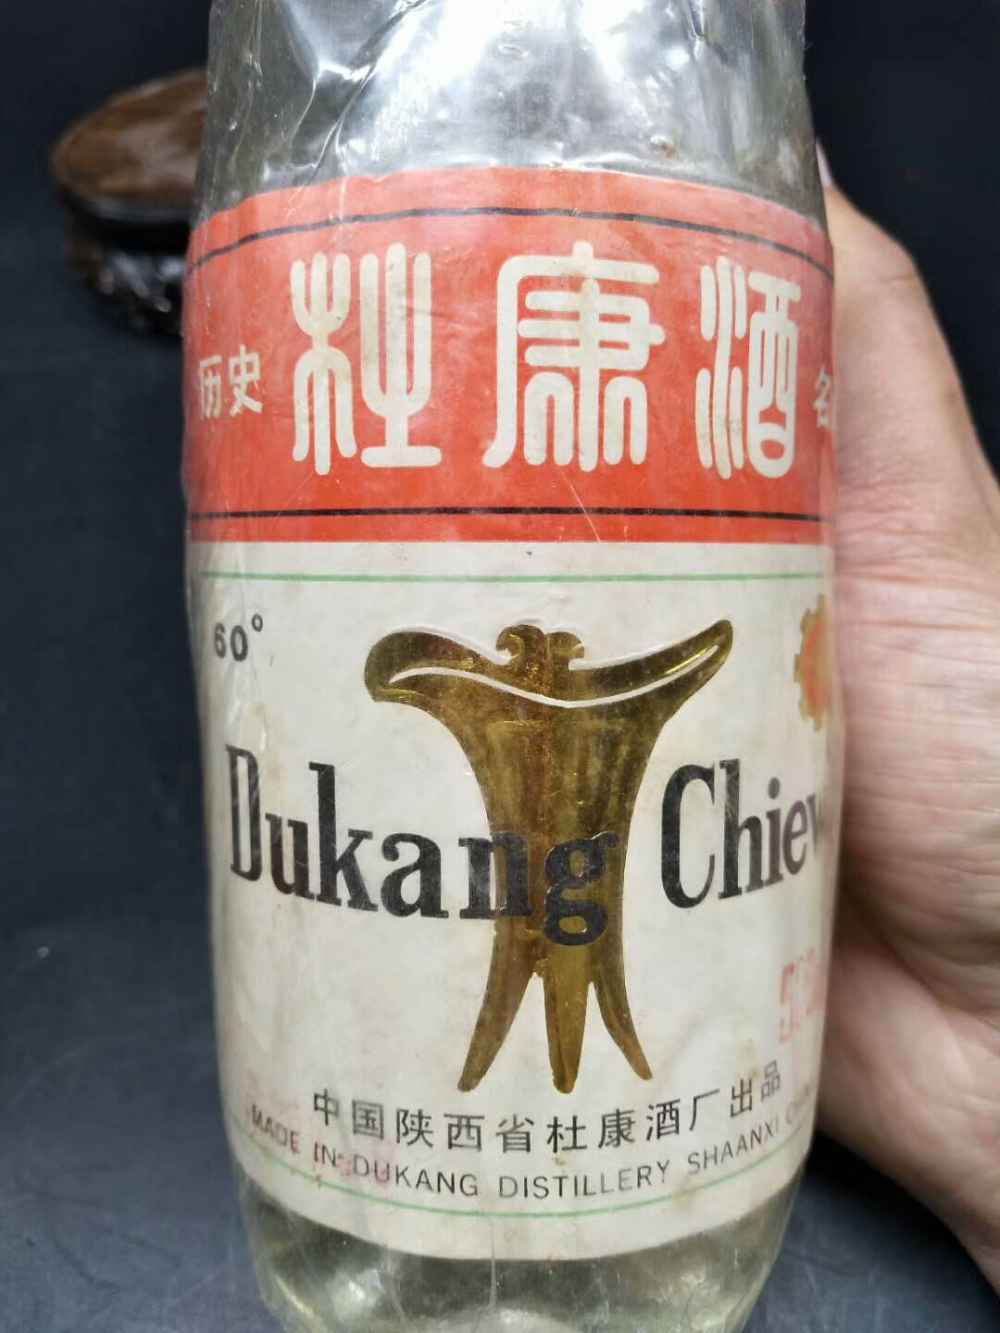 历史 杜康酒 名
60°
Dukang Chiew
中国陕西省杜康酒厂出品
MADE IN DUKANG DISTILLERY SHAANXI